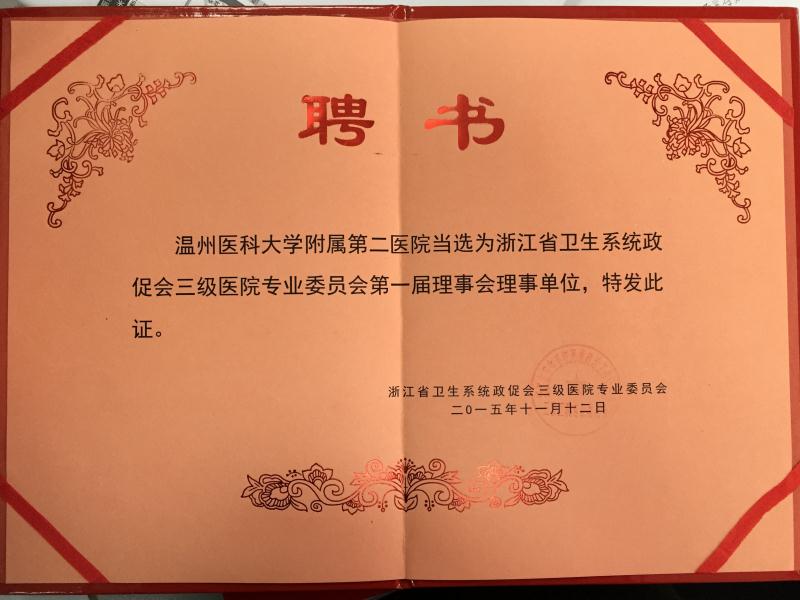 聘书
温州医科大学附属第二医院当选为浙江省卫生系统政
促会三级医院专业委员会第一届理事会理事单位，特发此
证。
浙江省卫生系统政促会三级医院专业委员会
二〇一五年十一月十二日